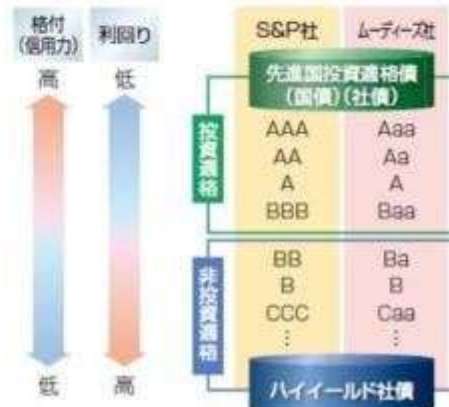 格付
(信用力)
利回り
S&P社
ムーディーズ社
高
低
先進国投資適格債
(国債)(社債)
投資適格
AAA
Aaa
AA
Aa
A
A
BBB
Baa
非投資適格
BB
Ba
B
B
CCC
Caa
⋮
⋮
低
高
ハイイールド社債